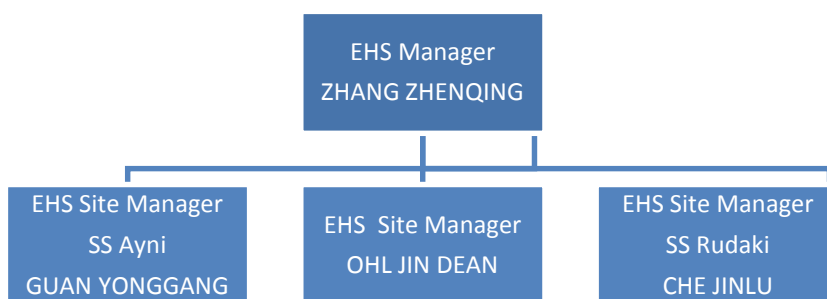 EHS Manager
ZHANG ZHENQING
EHS Site Manager
SS Ayni
GUAN YONGGANG
EHS Site Manager
OHL JIN DEAN
EHS Site Manager
SS Rudaki
CHE JINLU